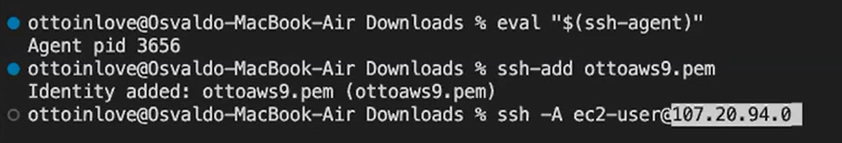 ottoinlove@Osvaldo-MacBook-Air Downloads % eval "$(ssh-agent)"
Agent pid 3656
ottoinlove@Osvaldo-MacBook-Air Downloads % ssh-add ottoaws9.pem
Identity added: ottoaws9.pem (ottoaws9.pem)
ottoinlove@Osvaldo-MacBook-Air Downloads % ssh -A ec2-user@107.20.94.0